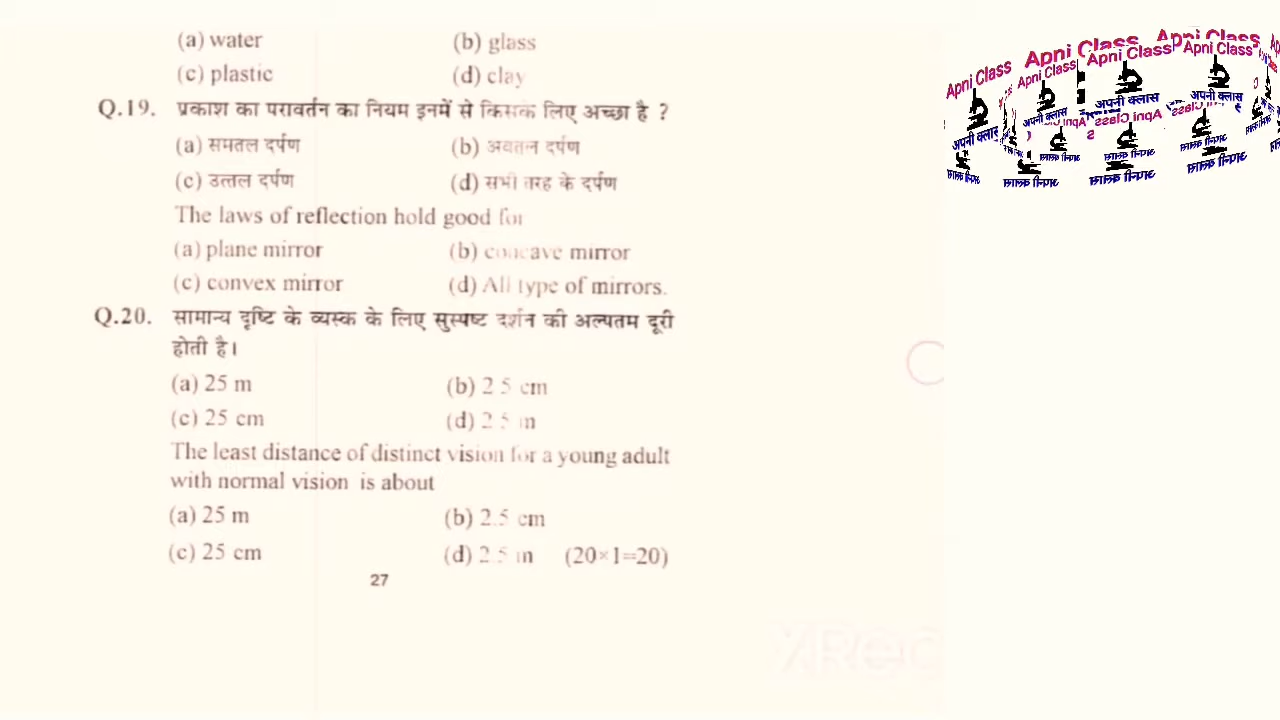 (a) water (b) glass
(c) plastic (d) clay
Q.19. प्रकाश का परावर्तन का नियम इनमें से किसके लिए अच्छा है ?
(a) समतल दर्पण (b) अवतल दर्पण
(c) उत्तल दर्पण (d) सभी तरह के दर्पण
The laws of reflection hold good for
(a) plane mirror (b) concave mirror
(c) convex mirror (d) All type of mirrors.
Q.20. सामान्य दृष्टि के व्यस्क के लिए सुस्पष्ट दर्शन की अल्पतम दूरी
होती है।
(a) 25 m (b) 2.5 cm
(c) 25 cm (d) 2.5 m
The least distance of distinct vision for a young adult
with normal vision is about
(a) 25 m (b) 2.5 cm
(c) 25 cm (d) 2.5 m (20×1=20)
27
Apni Class Apni Class Apni Class
Apni Class Apni Class Apni Class
अपनी क्लास अपनी क्लास अपनी क्लास